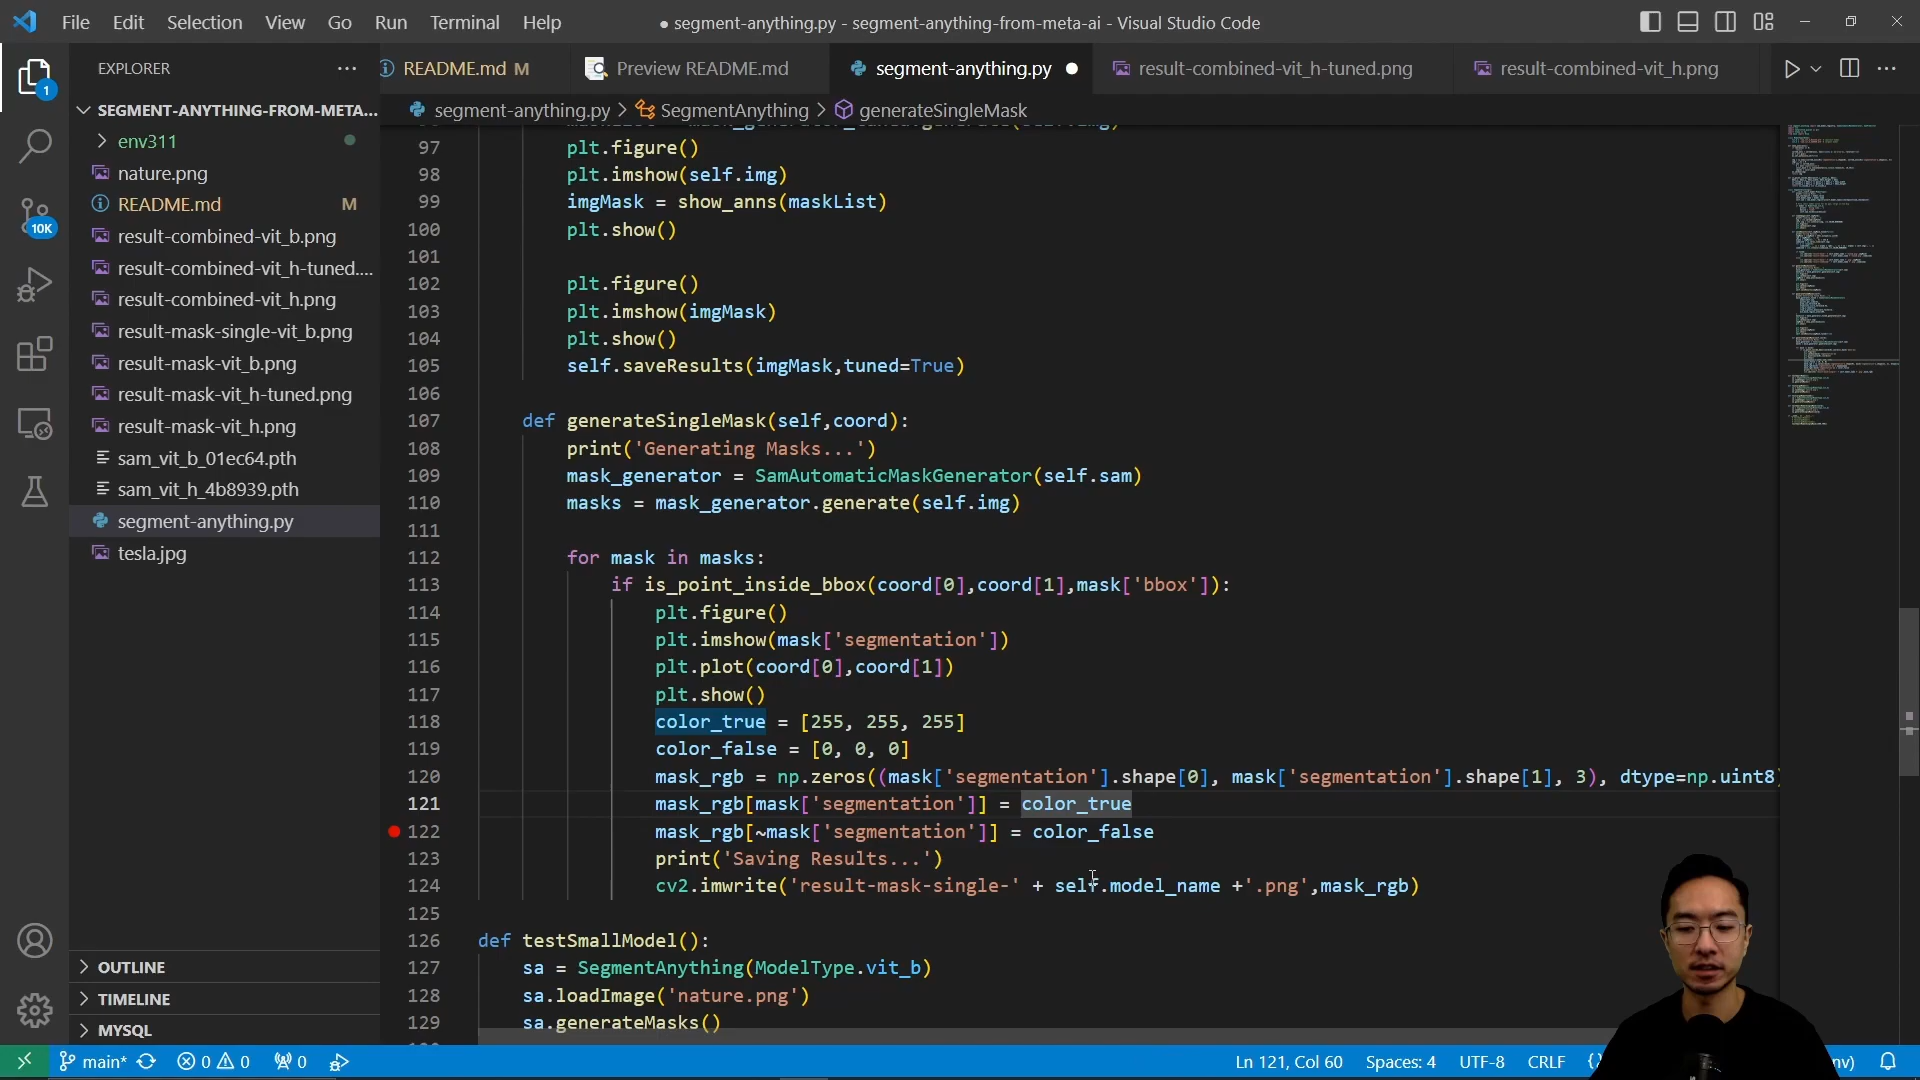 File Edit Selection View Go Run Terminal Help
● segment-anything.py - segment-anything-from-meta-ai - Visual Studio Code
EXPLORER
README.md M
Preview README.md
segment-anything.py
result-combined-vit_h-tuned.png
result-combined-vit_h.png
segment-anything.py > SegmentAnything > generateSingleMask
1
10K
SEGMENT-ANYTHING-FROM-META...
env311
nature.png
README.md M
result-combined-vit_b.png
result-combined-vit_h-tuned....
result-combined-vit_h.png
result-mask-single-vit_b.png
result-mask-vit_b.png
result-mask-vit_h-tuned.png
result-mask-vit_h.png
sam_vit_b_01ec64.pth
sam_vit_h_4b8939.pth
segment-anything.py
tesla.jpg
OUTLINE
TIMELINE
MYSQL
97 plt.figure()
98 plt.imshow(self.img)
99 imgMask = show_anns(maskList)
100 plt.show()
101
102 plt.figure()
103 plt.imshow(imgMask)
104 plt.show()
105 self.saveResults(imgMask,tuned=True)
106
107 def generateSingleMask(self,coord):
108 print('Generating Masks...')
109 mask_generator = SamAutomaticMaskGenerator(self.sam)
110 masks = mask_generator.generate(self.img)
111
112 for mask in masks:
113 if is_point_inside_bbox(coord[0],coord[1],mask['bbox']):
114 plt.figure()
115 plt.imshow(mask['segmentation'])
116 plt.plot(coord[0],coord[1])
117 plt.show()
118 color_true = [255, 255, 255]
119 color_false = [0, 0, 0]
120 mask_rgb = np.zeros((mask['segmentation'].shape[0], mask['segmentation'].shape[1], 3), dtype=np.uint8)
121 mask_rgb[mask['segmentation']] = color_true
122 mask_rgb[~mask['segmentation']] = color_false
123 print('Saving Results...')
124 cv2.imwrite('result-mask-single-' + self.model_name +'.png',mask_rgb)
125
126 def testSmallModel():
127 sa = SegmentAnything(ModelType.vit_b)
128 sa.loadImage('nature.png')
129 sa.generateMasks()
main* 0 0 0 Ln 121, Col 60 Spaces: 4 UTF-8 CRLF